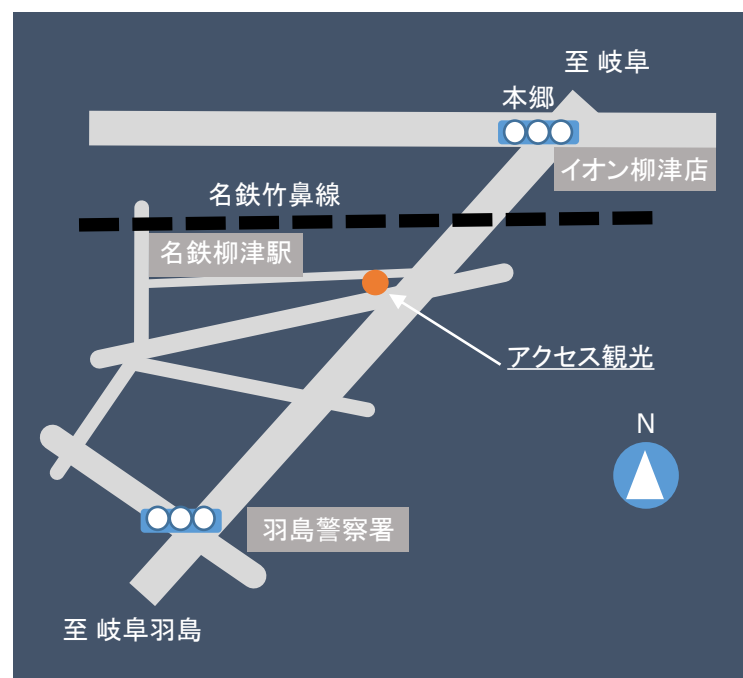 至 岐阜
本郷
イオン柳津店
名鉄竹鼻線
名鉄柳津駅
アクセス観光
N
羽島警察署
至 岐阜羽島